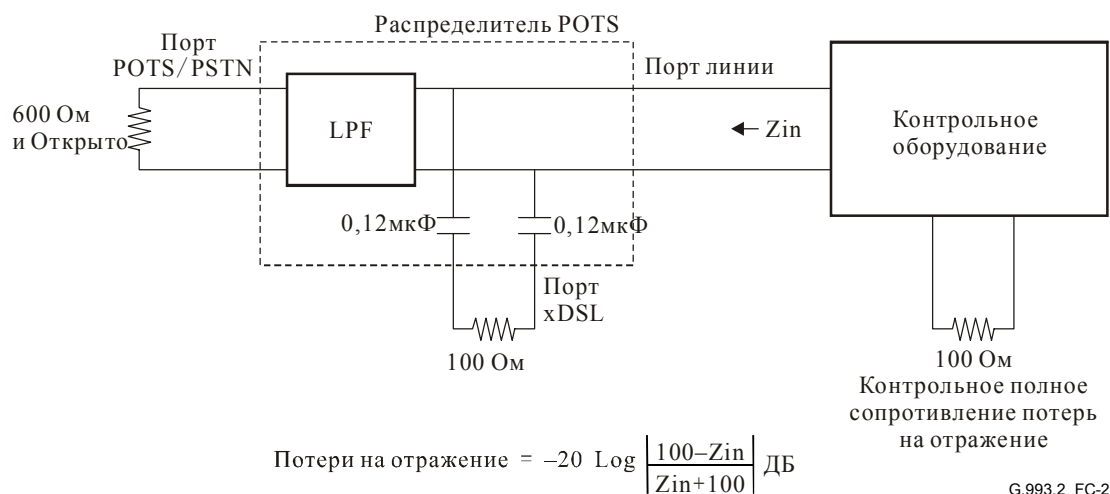 Распределитель POTS
Порт
POTS/PSTN
Порт линии
600 Ом
и Открыто
LPF
Zin
Контрольное
оборудование
0,12мкФ
0,12мкФ
Порт
xDSL
100 Ом
100 Ом
Контрольное полное
сопротивление потерь
на отражение
Потери на отражение = –20 Log |100–Zin / Zin+100| ДБ
G.993.2_FC-2